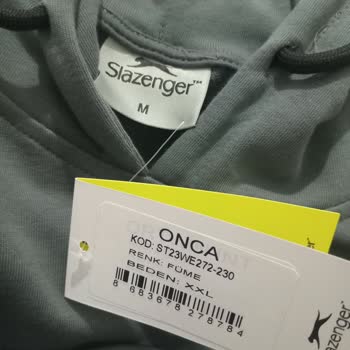 Slazenger™
M
ONCA
KOD: ST23WE272-230
RENK: FÜME
BEDEN: XXL
8 683678 278784
Slazenger